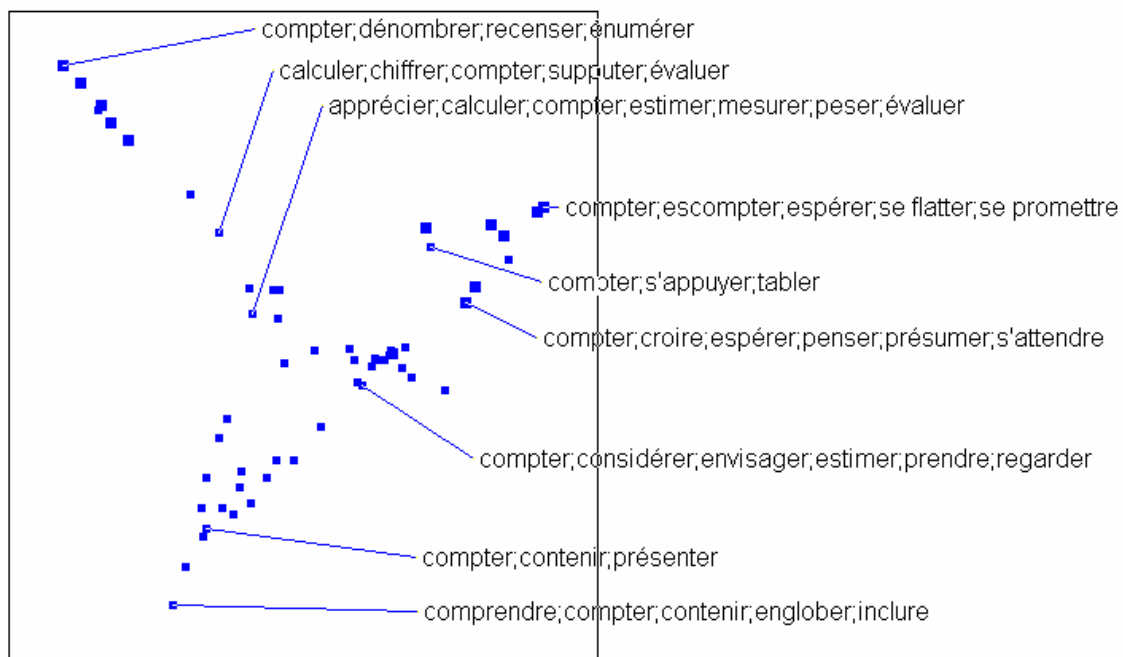 compter;dénombrer;recenser;énumérer
calculer;chiffrer;compter;supputer;évaluer
apprécier;calculer;compter;estimer;mesurer;peser;évaluer
compter;escompter;espérer;se flatter;se promettre
compter;s'appuyer;tabler
compter;croire;espérer;penser;présumer;s'attendre
compter;considérer;envisager;estimer;prendre;regarder
compter;contenir;présenter
comprendre;compter;contenir;englober;inclure